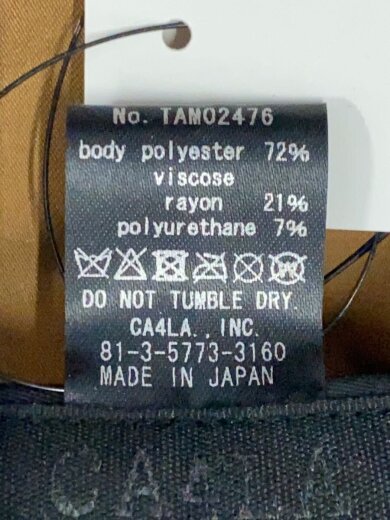 No. TAM02476
body polyester 72%
viscose
rayon 21%
polyurethane 7%
DO NOT TUMBLE DRY.
CA4LA., INC.
81-3-5773-3160
MADE IN JAPAN
CA4LA